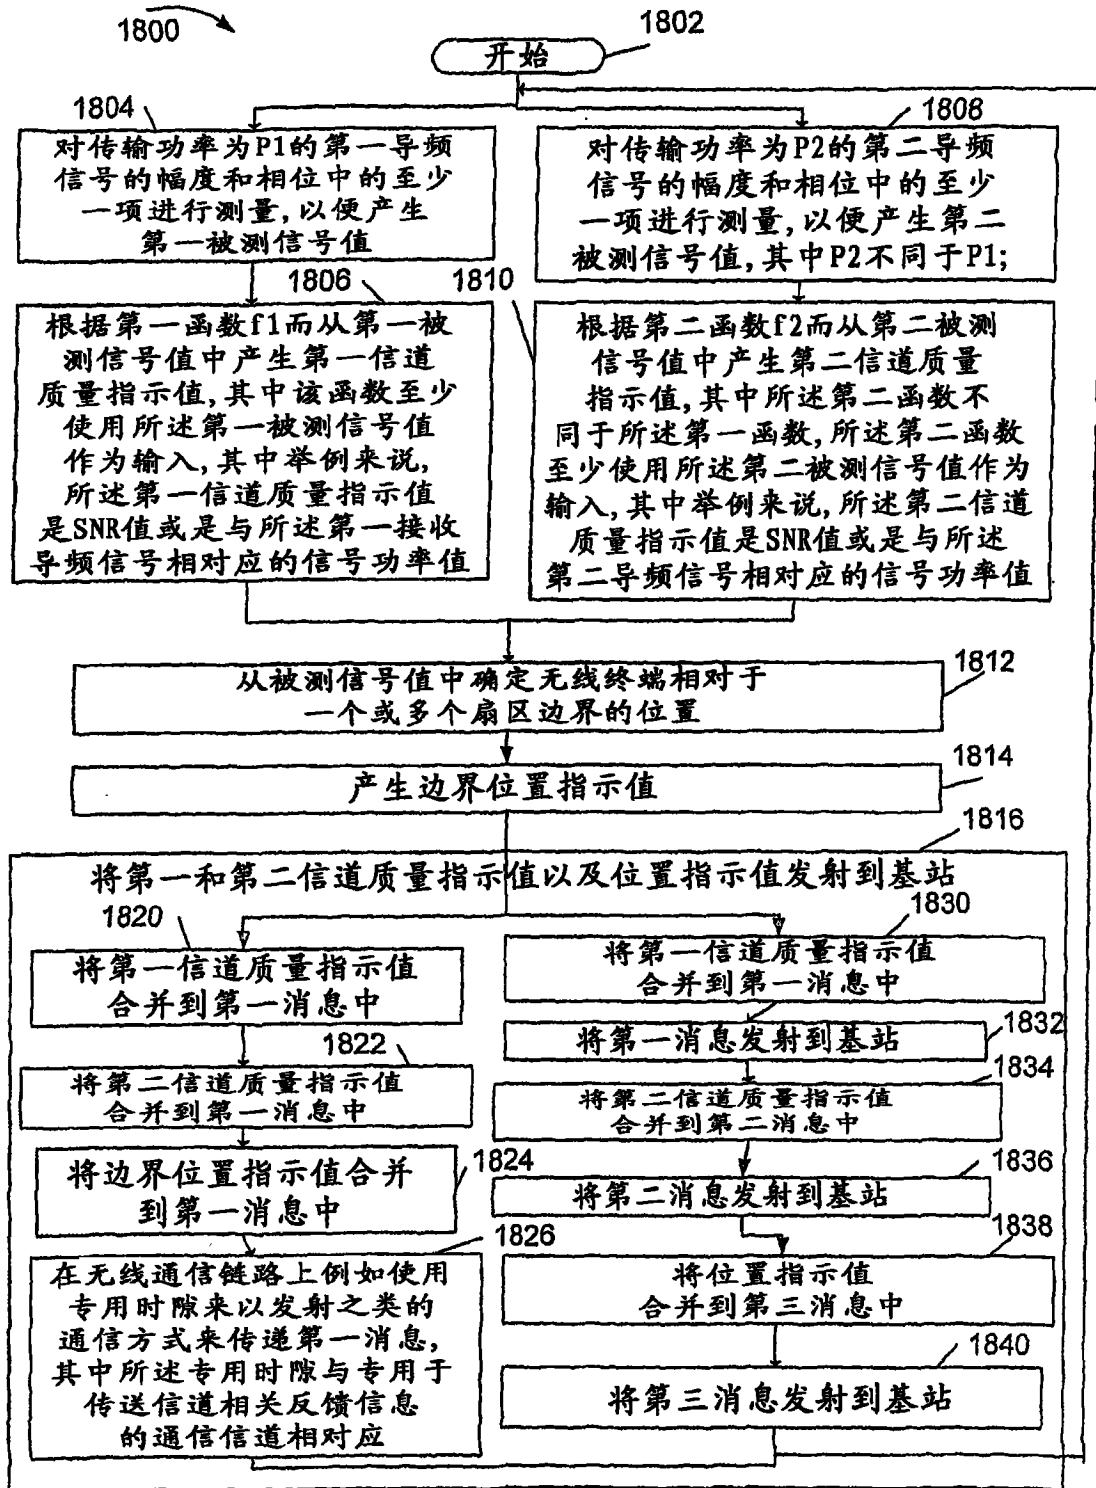 1800
1802
开始
1804
对传输功率为P1的第一导频
信号的幅度和相位中的至少
一项进行测量,以便产生
第一被测信号值
1808
对传输功率为P2的第二导频
信号的幅度和相位中的至少
一项进行测量,以便产生第二
被测信号值,其中P2不同于P1;
1806
根据第一函数f1而从第一被
测信号值中产生第一信道
质量指示值,其中该函数至少
使用所述第一被测信号值
作为输入,其中举例来说,
所述第一信道质量指示值
是SNR值或是与所述第一接收
导频信号相对应的信号功率值
1810
根据第二函数f2而从第二被测
信号值中产生第二信道质量
指示值,其中所述第二函数不
同于所述第一函数,所述第二函数
至少使用所述第二被测信号值作为
输入,其中举例来说,所述第二信道
质量指示值是SNR值或是与所述
第二导频信号相对应的信号功率值
1812
从被测信号值中确定无线终端相对于
一个或多个扇区边界的位置
1814
产生边界位置指示值
1816
将第一和第二信道质量指示值以及位置指示值发射到基站
1820
将第一信道质量指示值
合并到第一消息中
1822
将第二信道质量指示值
合并到第一消息中
1824
将边界位置指示值合并
到第一消息中
1826
在无线通信链路上例如使用
专用时隙来以发射之类的
通信方式来传递第一消息,
其中所述专用时隙与专用于
传送信道相关反馈信息
的通信信道相对应
1830
将第一信道质量指示值
合并到第一消息中
1832
将第一消息发射到基站
1834
将第二信道质量指示值
合并到第二消息中
1836
将第二消息发射到基站
1838
将位置指示值
合并到第三消息中
1840
将第三消息发射到基站